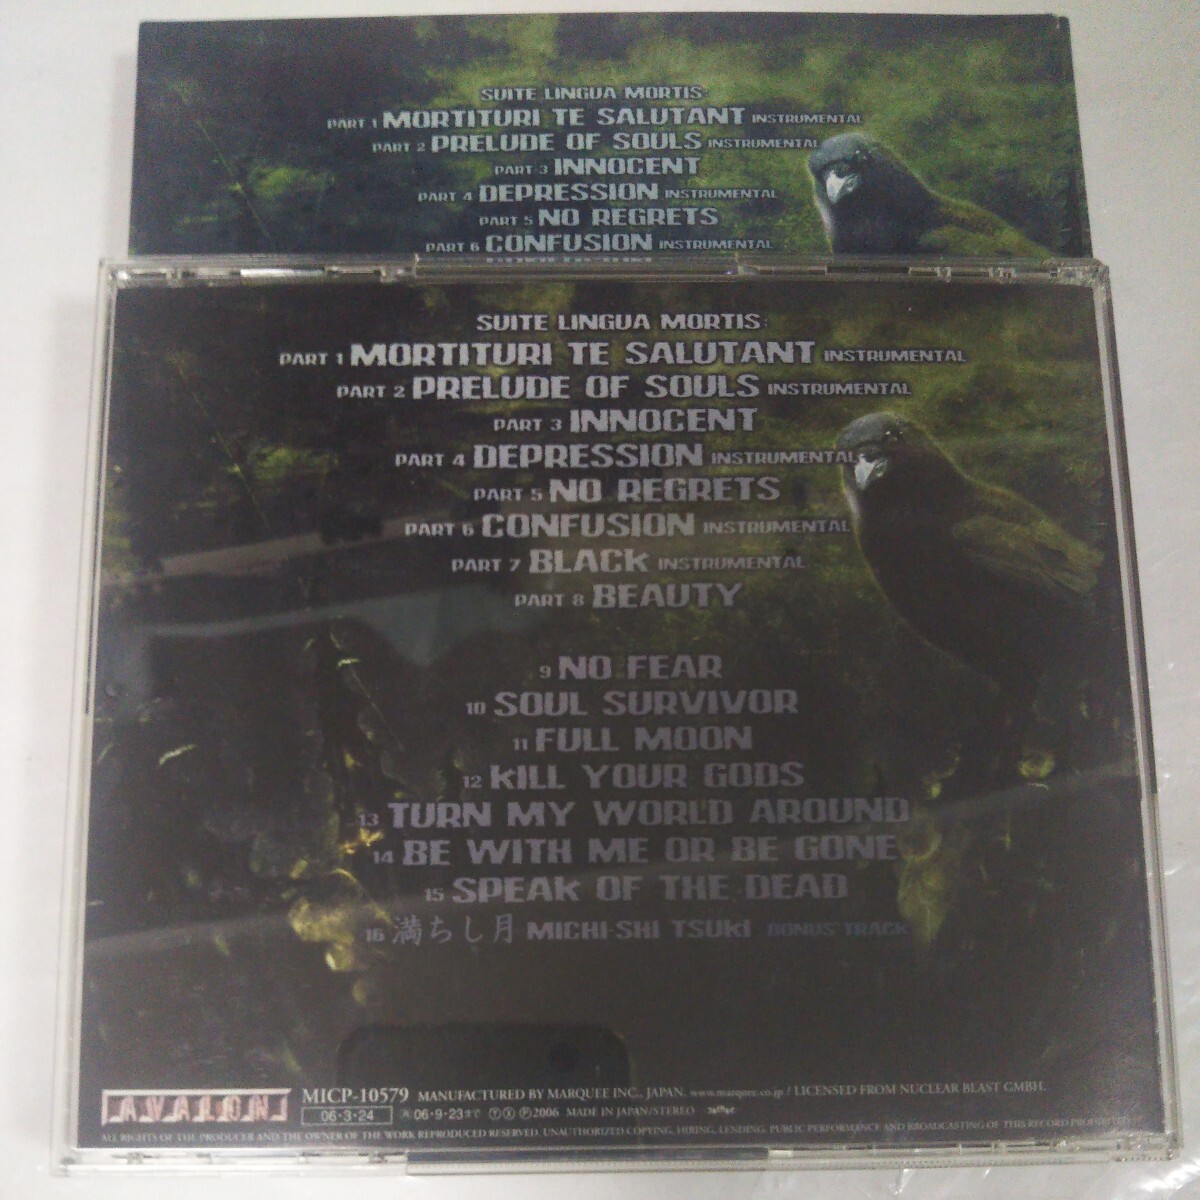 SUITE LINGUA MORTIS:
PART 1 MORTITURI TE SALUTANT INSTRUMENTAL
PART 2 PRELUDE OF SOULS INSTRUMENTAL
PART 3 INNOCENT
PART 4 DEPRESSION INSTRUMENTAL
PART 5 NO REGRETS
PART 6 CONFUSION INSTRUMENTAL
SUITE LINGUA MORTIS:
PART 1 MORTITURI TE SALUTANT INSTRUMENTAL
PART 2 PRELUDE OF SOULS INSTRUMENTAL
PART 3 INNOCENT
PART 4 DEPRESSION INSTRUMENTAL
PART 5 NO REGRETS
PART 6 CONFUSION INSTRUMENTAL
PART 7 BLACK INSTRUMENTAL
PART 8 BEAUTY
9 NO FEAR
10 SOUL SURVIVOR
11 FULL MOON
12 KILL YOUR GODS
13 TURN MY WORLD AROUND
14 BE WITH ME OR BE GONE
15 SPEAK OF THE DEAD
16 満ちし月 MICHI-SHI TSUKI BONUS TRACK
AVALON
MICP-10579 MANUFACTURED BY MARQUEE INC., JAPAN. www.marquee.co.jp / LICENSED FROM NUCLEAR BLAST GMBH.
06・3・24 06・9・23まで Ⓨ Ⓧ Ⓟ2006 MADE IN JAPAN/STEREO
ALL RIGHTS OF THE PRODUCER AND THE OWNER OF THE WORK REPRODUCED RESERVED. UNAUTHORIZED COPYING, HIRING, LENDING, PUBLIC PERFORMANCE AND BROADCASTING OF THIS RECORD PROHIBITED.